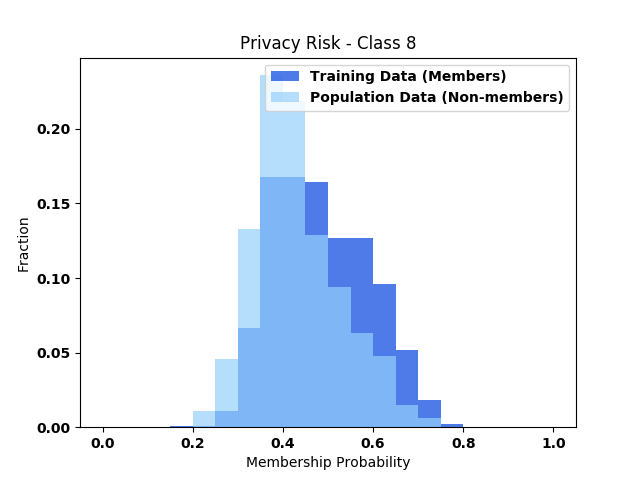 Privacy Risk - Class 8
Training Data (Members)
Population Data (Non-members)
0.20
0.15
0.10
0.05
0.00
Fraction
0.0 0.2 0.4 0.6 0.8 1.0
Membership Probability